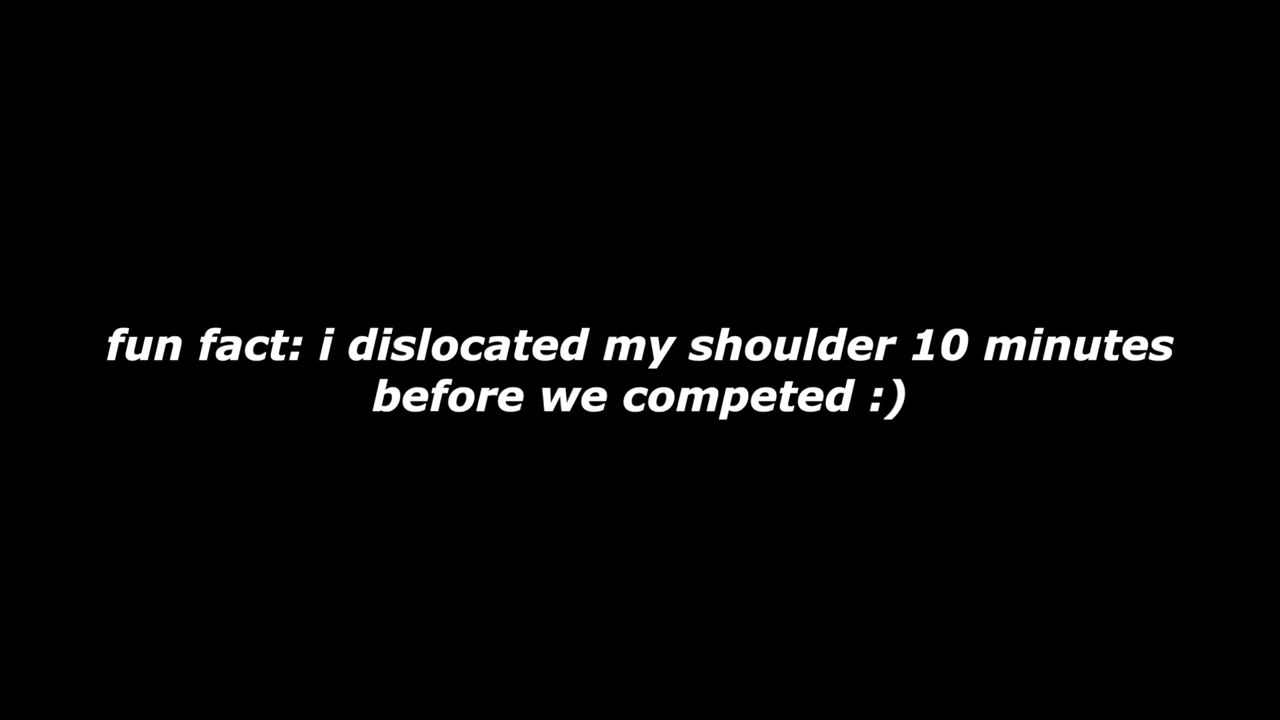 fun fact: i dislocated my shoulder 10 minutes
before we competed :)